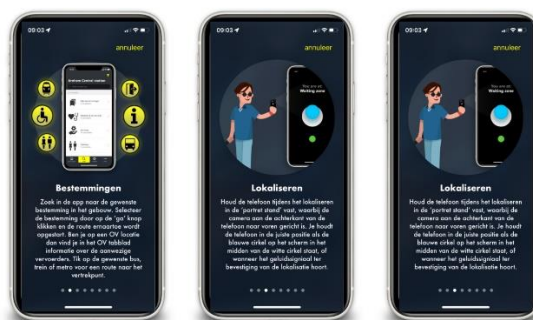 09:03
annuleer
Bestemmingen
Zoek in de app naar de gewenste
bestemming in het gebouw. Selecteer
de bestemming door op de 'ga' knop
klikken en de route ernaartoe wordt
opgestart. Ben je op een OV locatie
dan vind je in het OV tabblad
informatie over de aanwezige
vervoerders. Tik op de gewenste bus,
trein of metro voor een route naar het
vertrekpunt.
09:03
annuleer
You are at:
Waiting zone
Lokaliseren
Houd de telefoon tijdens het lokaliseren
in de 'portret stand' vast, waarbij de
camera aan de achterkant van de
telefoon naar voren gericht is. Je houdt
de telefoon in de juiste positie als de
blauwe cirkel op het scherm in het
midden van de witte cirkel staat, of
wanneer het geluidssignaal ter
bevestiging van de lokalisatie hoort.
09:03
annuleer
You are at:
Waiting zone
Lokaliseren
Houd de telefoon tijdens het lokaliseren
in de 'portret stand' vast, waarbij de
camera aan de achterkant van de
telefoon naar voren gericht is. Je houdt
de telefoon in de juiste positie als de
blauwe cirkel op het scherm in het
midden van de witte cirkel staat, of
wanneer het geluidssignaal ter
bevestiging van de lokalisatie hoort.